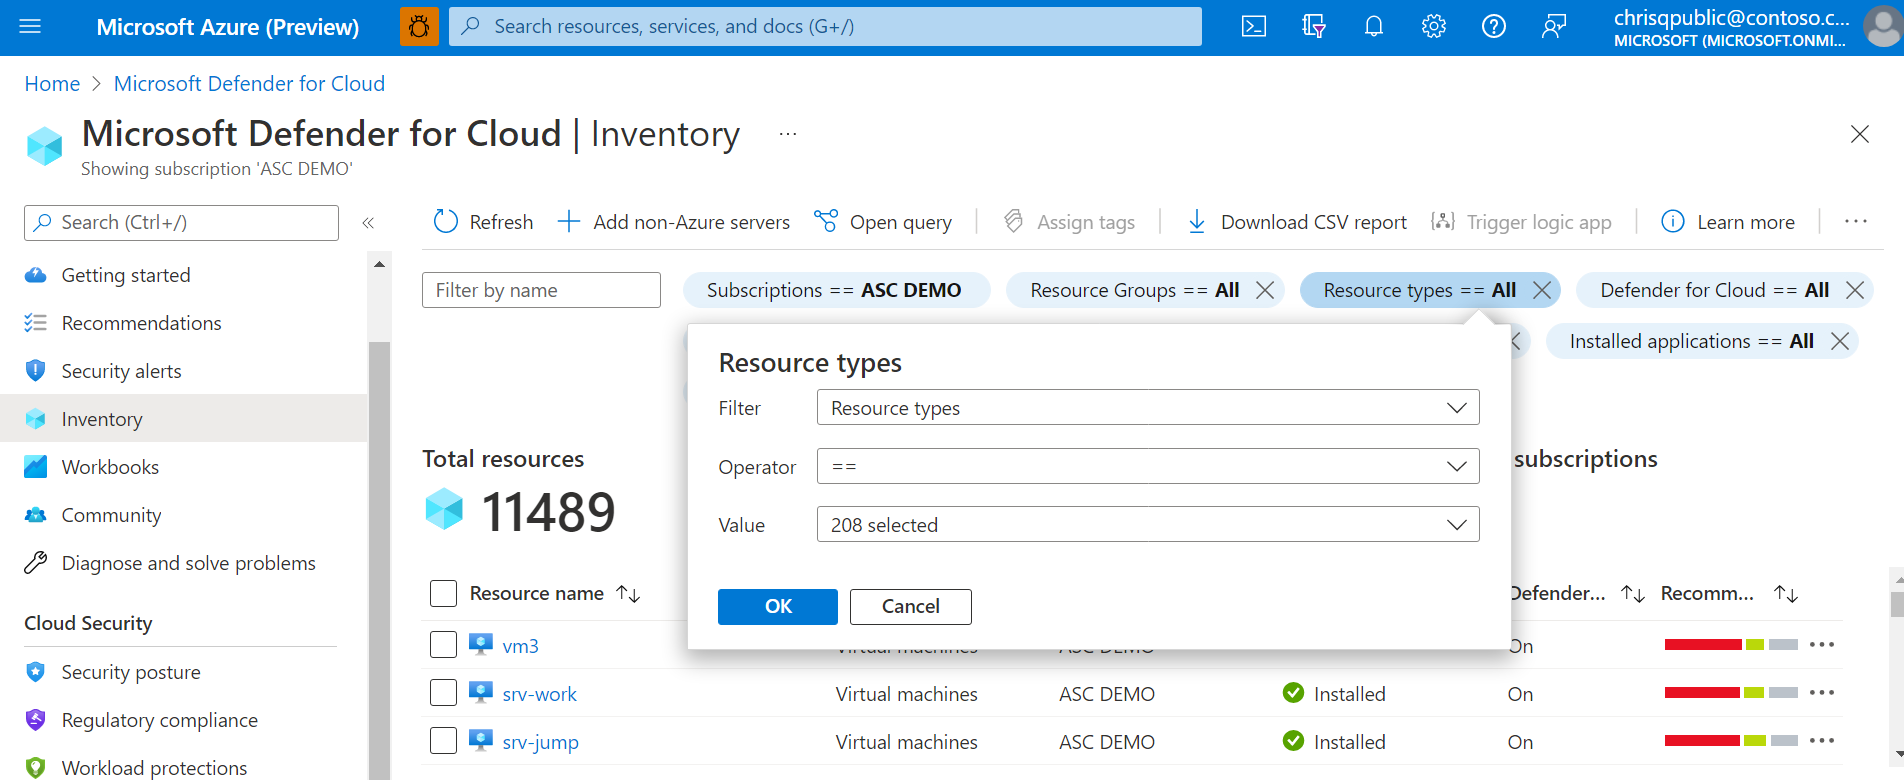 Microsoft Azure (Preview)
Search resources, services, and docs (G+/)
chrisqpublic@contoso.c...
MICROSOFT (MICROSOFT.ONMI...
Home > Microsoft Defender for Cloud
Microsoft Defender for Cloud | Inventory ...
Showing subscription 'ASC DEMO'
Search (Ctrl+/)
«
Getting started
Recommendations
Security alerts
Inventory
Workbooks
Community
Diagnose and solve problems
Cloud Security
Security posture
Regulatory compliance
Workload protections
Refresh
Add non-Azure servers
Open query
Assign tags
Download CSV report
Trigger logic app
Learn more
...
Filter by name
Subscriptions == ASC DEMO
Resource Groups == All
Resource types == All
Defender for Cloud == All
Installed applications == All
Resource types
Filter Resource types
Operator ==
Value 208 selected
OK Cancel
Total resources
11489
subscriptions
Resource name Defender... Recomm...
vm3 Virtual machines ASC DEMO On
srv-work Virtual machines ASC DEMO Installed On
srv-jump Virtual machines ASC DEMO Installed On